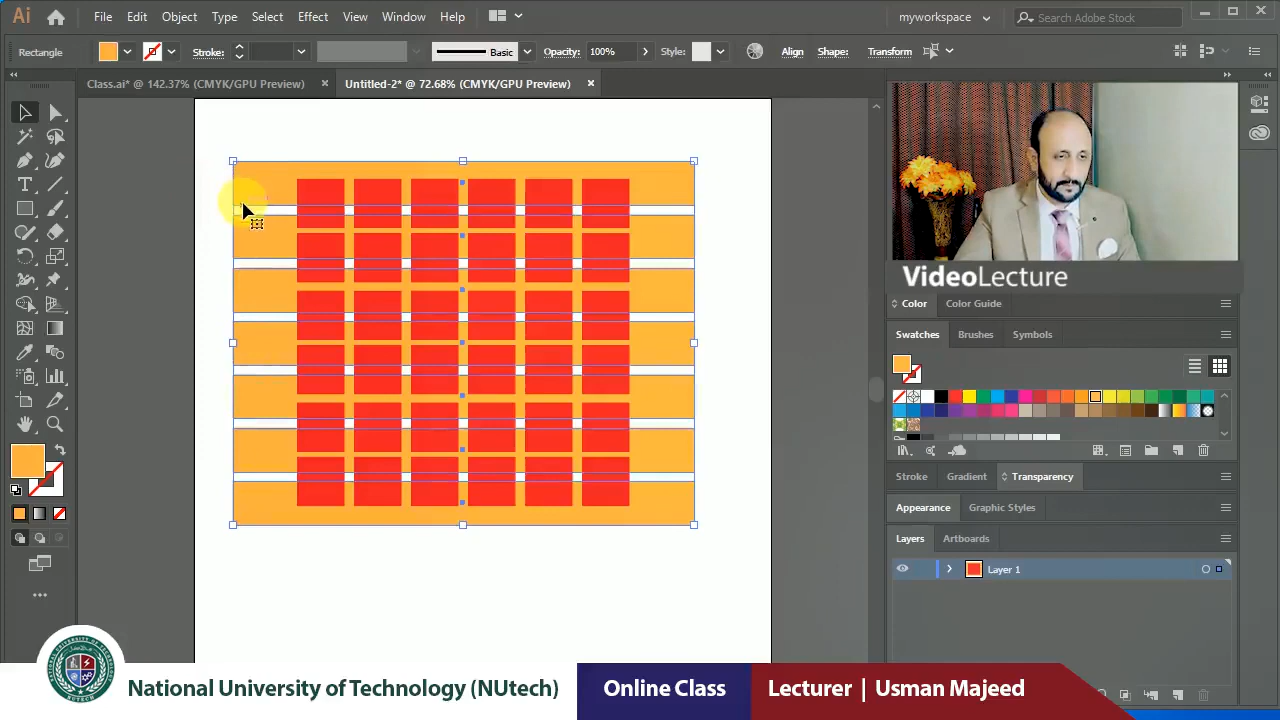 Ai File Edit Object Type Select Effect View Window Help myworkspace Search Adobe Stock
Rectangle Stroke: Basic Opacity: 100% Style: Align Shape: Transform
Class.ai* @ 142.37% (CMYK/GPU Preview) Untitled-2* @ 72.68% (CMYK/GPU Preview)
VideoLecture
Color Color Guide
Swatches Brushes Symbols
Stroke Gradient Transparency
Appearance Graphic Styles
Layers Artboards
Layer 1
National University of Technology (NUtech) Online Class Lecturer | Usman Majeed